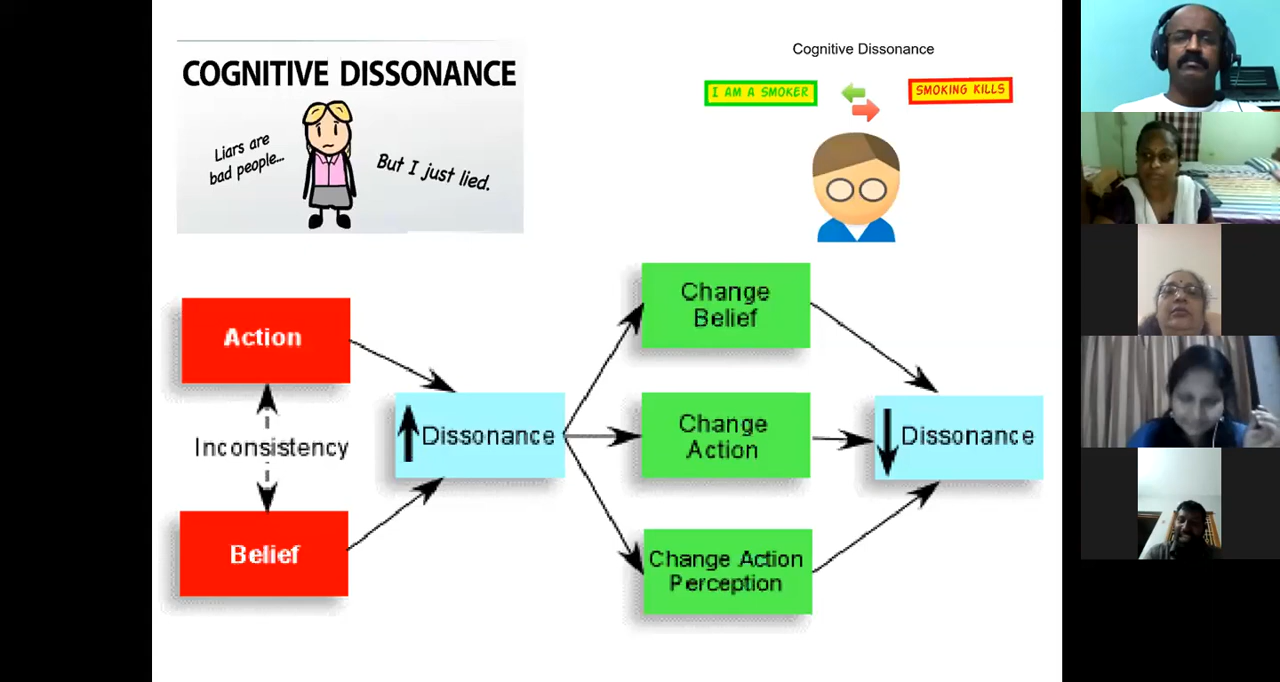 COGNITIVE DISSONANCE
Liars are
bad people...
But I just lied.
Cognitive Dissonance
I AM A SMOKER
SMOKING KILLS
Action
Inconsistency
Belief
Dissonance
Change
Belief
Change
Action
Change Action
Perception
Dissonance